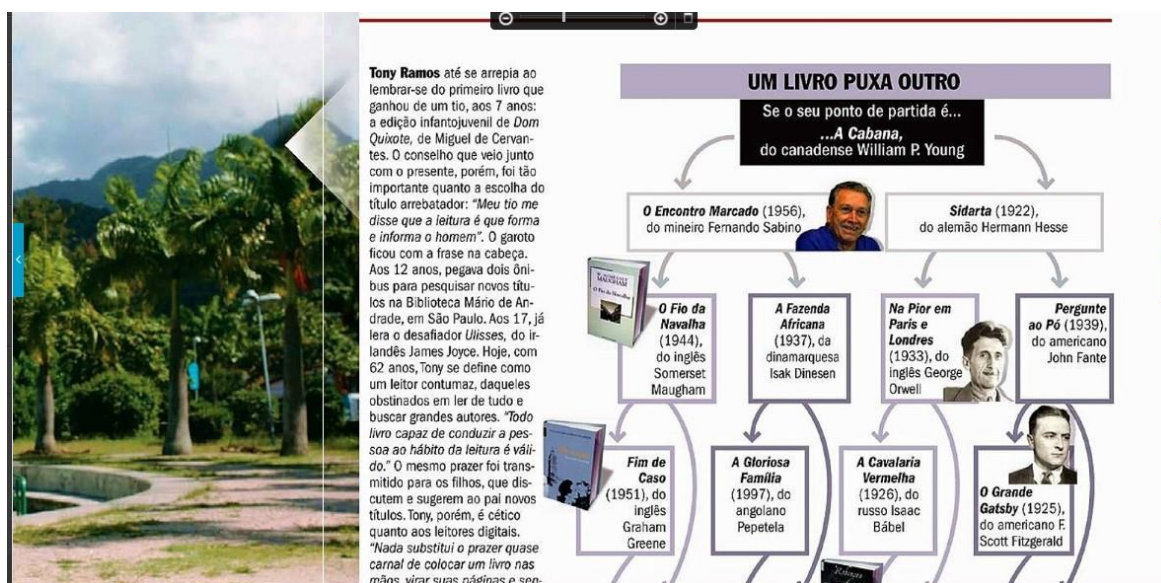 Tony Ramos até se arrepia ao
lembrar-se do primeiro livro que
ganhou de um tio, aos 7 anos:
a edição infantojuvenil de Dom
Quixote, de Miguel de Cervan-
tes. O conselho que veio junto
com o presente, porém, foi tão
importante quanto a escolha do
título arrebatador: "Meu tio me
disse que a leitura é que forma
e informa o homem". O garoto
ficou com a frase na cabeça.
Aos 12 anos, pegava dois ôni-
bus para pesquisar novos títu-
los na Biblioteca Mário de An-
drade, em São Paulo. Aos 17, já
lera o desafiador Ulisses, do ir-
landês James Joyce. Hoje, com
62 anos, Tony se define como
um leitor contumaz, daqueles
obstinados em ler de tudo e
buscar grandes autores. "Todo
livro capaz de conduzir a pes-
soa ao hábito da leitura é váli-
do." O mesmo prazer foi trans-
mitido para os filhos, que dis-
cutem e sugerem ao pai novos
títulos. Tony, porém, é cético
quanto aos leitores digitais.
"Nada substitui o prazer quase
carnal de colocar um livro nas
mãos, virar suas páginas e sen-
UM LIVRO PUXA OUTRO
Se o seu ponto de partida é...
...A Cabana,
do canadense William P. Young
O Encontro Marcado (1956),
do mineiro Fernando Sabino
Sidarta (1922),
do alemão Hermann Hesse
MAUGHAM
O Fio da Navalha
O Fio da
Navalha
(1944),
do inglês
Somerset
Maugham
A Fazenda
Africana
(1937), da
dinamarquesa
Isak Dinesen
Na Pior em
Paris e
Londres
(1933), do
inglês George
Orwell
Pergunte
ao Pó (1939),
do americano
John Fante
Fim de
Caso
(1951), do
inglês
Graham
Greene
A Gloriosa
Família
(1997), do
angolano
Pepetela
A Cavalaria
Vermelha
(1926), do
russo Isaac
Bábel
O Grande
Gatsby (1925),
do americano F.
Scott Fitzgerald